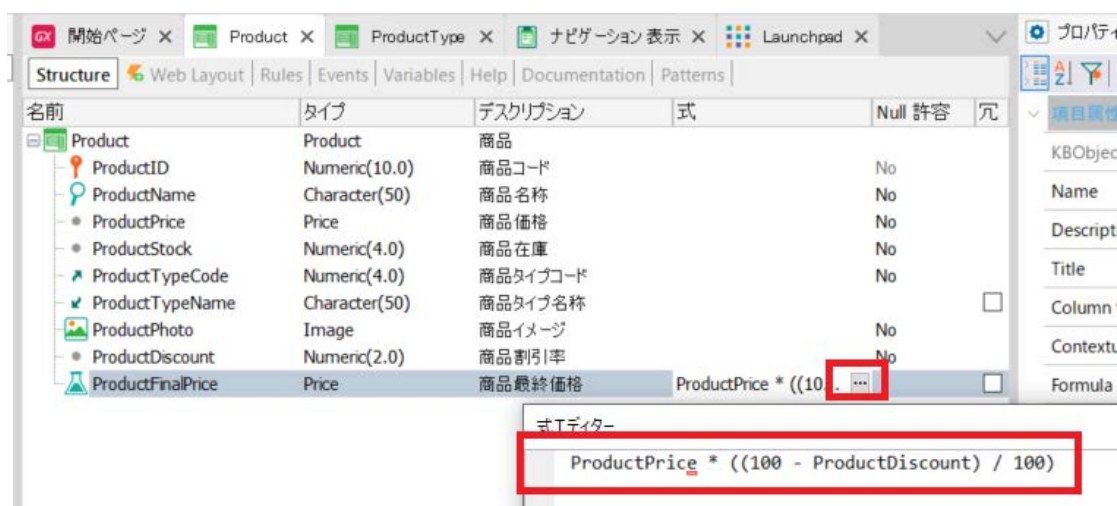 開始ページ × Product × ProductType × ナビゲーション 表示 × Launchpad × プロパティ
Structure Web Layout Rules Events Variables Help Documentation Patterns
名前 タイプ デスクリプション 式 Null 許容 冗 項目属性
Product Product 商品 KBObjec
ProductID Numeric(10.0) 商品コード No
ProductName Character(50) 商品名称 No Name
ProductPrice Price 商品価格 No Descript
ProductStock Numeric(4.0) 商品在庫 No
ProductTypeCode Numeric(4.0) 商品タイプコード No Title
ProductTypeName Character(50) 商品タイプ名称 Column
ProductPhoto Image 商品イメージ No
ProductDiscount Numeric(2.0) 商品割引率 No Contextu
ProductFinalPrice Price 商品最終価格 ProductPrice * ((10... ... Formula
式エディター
ProductPrice * ((100 - ProductDiscount) / 100)